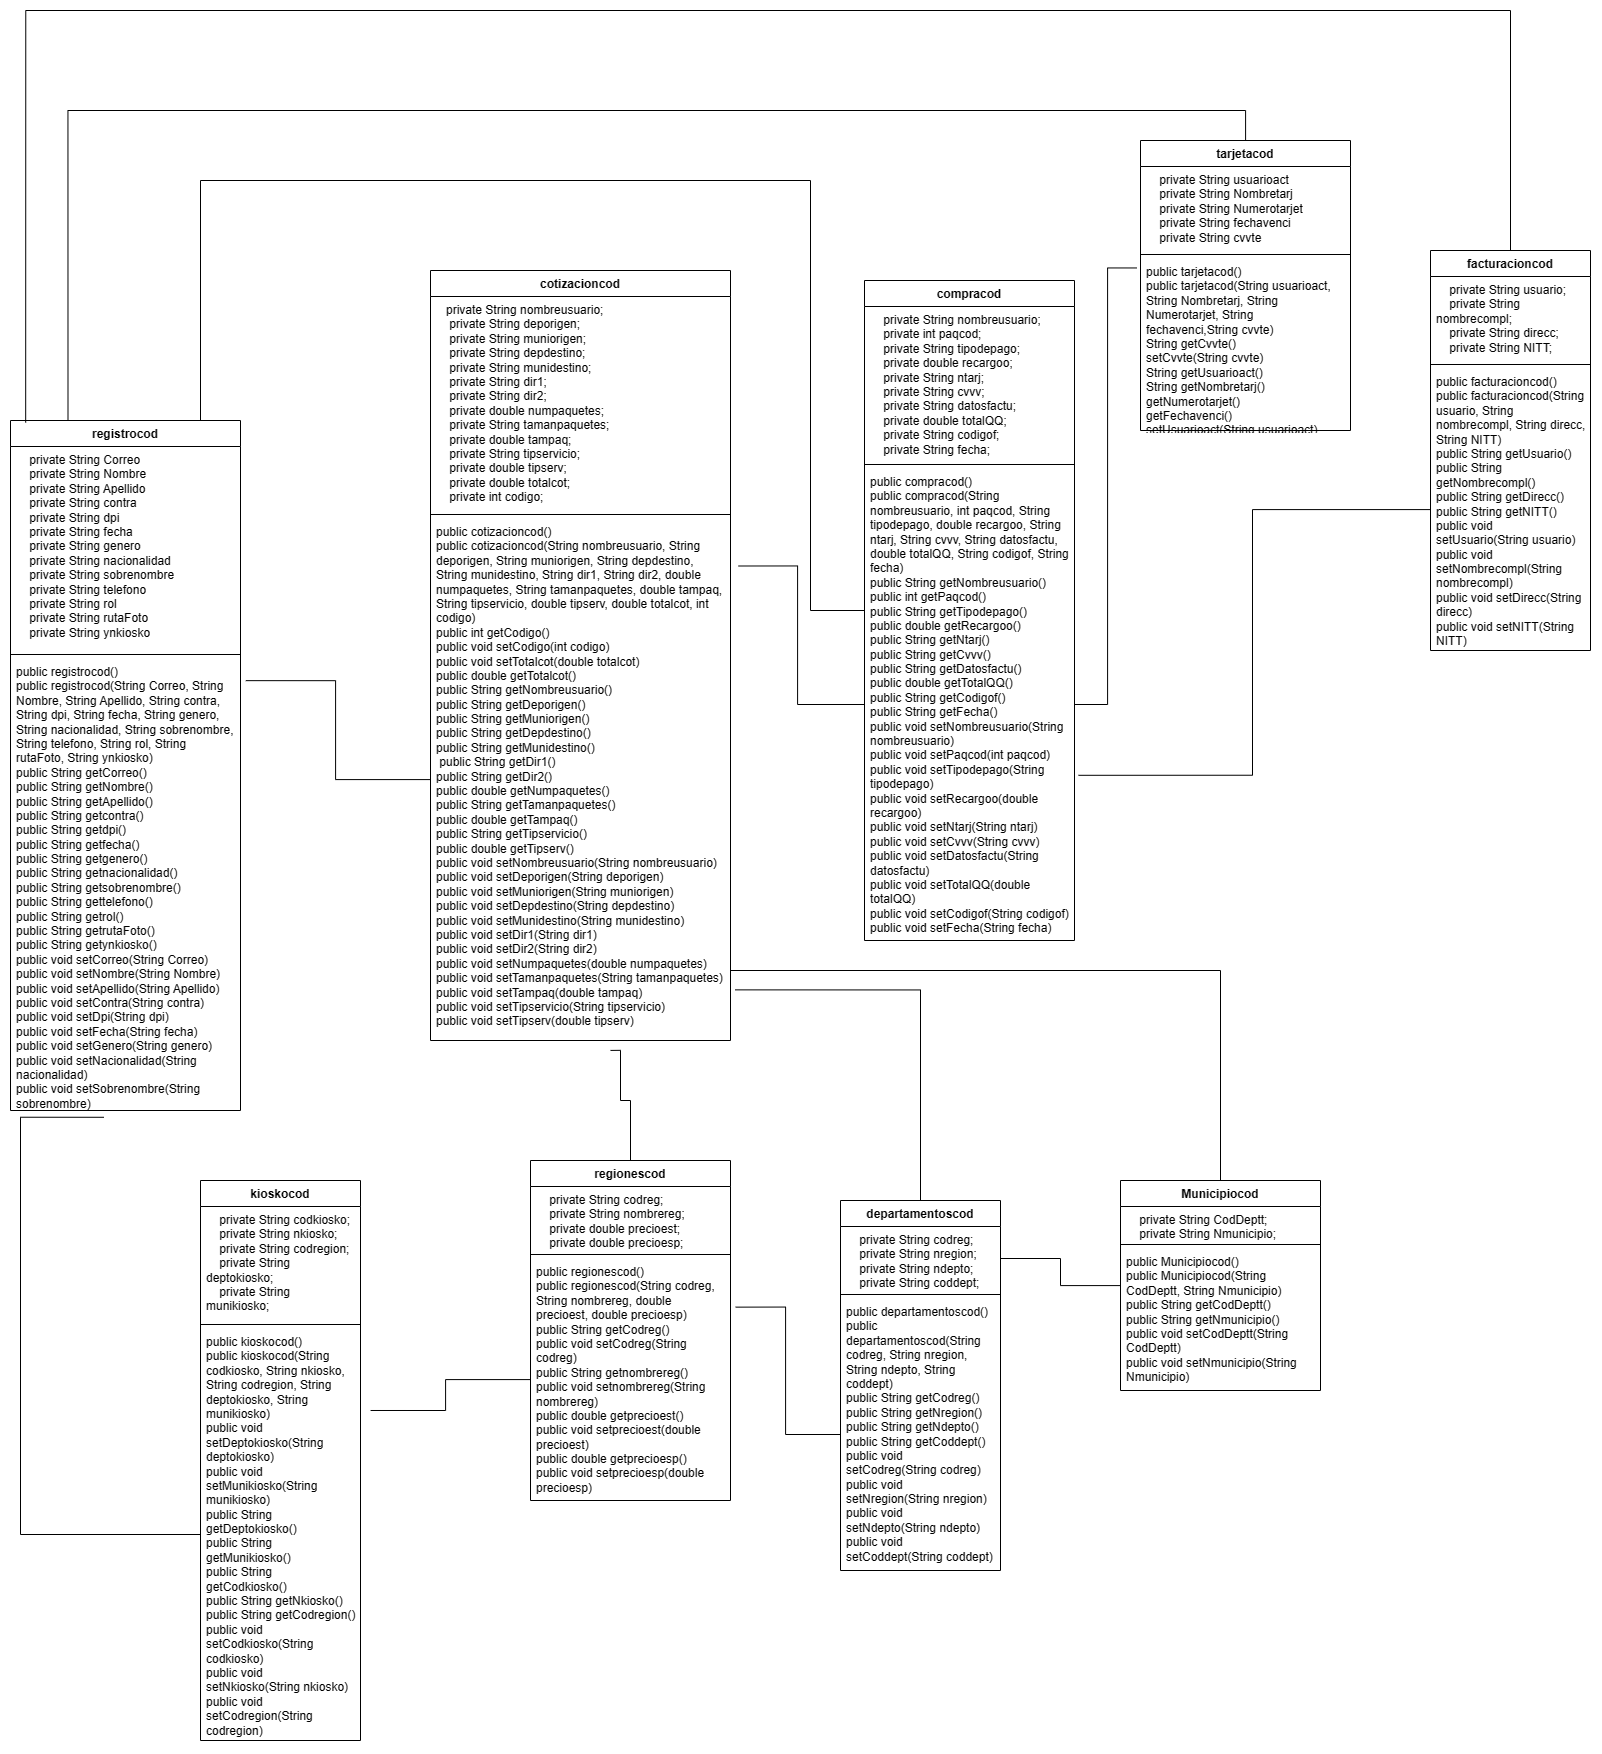 tarjetacod
private String usuarioact
private String Nombretarj
private String Numerotarjet
private String fechavenci
private String cvvte
public tarjetacod()
public tarjetacod(String usuarioact,
String Nombretarj, String
Numerotarjet, String
fechavenci,String cvvte)
String getCvvte()
setCvvte(String cvvte)
String getUsuarioact()
String getNombretarj()
getNumerotarjet()
getFechavenci()
setUsuarioact(String usuarioact)
facturacioncod
private String usuario;
private String
nombrecompl;
private String direcc;
private String NITT;
public facturacioncod()
public facturacioncod(String
usuario, String
nombrecompl, String direcc,
String NITT)
public String getUsuario()
public String
getNombrecompl()
public String getDirecc()
public String getNITT()
public void
setUsuario(String usuario)
public void
setNombrecompl(String
nombrecompl)
public void setDirecc(String
direcc)
public void setNITT(String
NITT)
cotizacioncod
private String nombreusuario;
private String deporigen;
private String muniorigen;
private String depdestino;
private String munidestino;
private String dir1;
private String dir2;
private double numpaquetes;
private String tamanpaquetes;
private double tampaq;
private String tipservicio;
private double tipserv;
private double totalcot;
private int codigo;
public cotizacioncod()
public cotizacioncod(String nombreusuario, String
deporigen, String muniorigen, String depdestino,
String munidestino, String dir1, String dir2, double
numpaquetes, String tamanpaquetes, double tampaq,
String tipservicio, double tipserv, double totalcot, int
codigo)
public int getCodigo()
public void setCodigo(int codigo)
public void setTotalcot(double totalcot)
public double getTotalcot()
public String getNombreusuario()
public String getDeporigen()
public String getMuniorigen()
public String getDepdestino()
public String getMunidestino()
public String getDir1()
public String getDir2()
public double getNumpaquetes()
public String getTamanpaquetes()
public double getTampaq()
public String getTipservicio()
public double getTipserv()
public void setNombreusuario(String nombreusuario)
public void setDeporigen(String deporigen)
public void setMuniorigen(String muniorigen)
public void setDepdestino(String depdestino)
public void setMunidestino(String munidestino)
public void setDir1(String dir1)
public void setDir2(String dir2)
public void setNumpaquetes(double numpaquetes)
public void setTamanpaquetes(String tamanpaquetes)
public void setTampaq(double tampaq)
public void setTipservicio(String tipservicio)
public void setTipserv(double tipserv)
compracod
private String nombreusuario;
private int paqcod;
private String tipodepago;
private double recargoo;
private String ntarj;
private String cvvv;
private String datosfactu;
private double totalQQ;
private String codigof;
private String fecha;
public compracod()
public compracod(String
nombreusuario, int paqcod, String
tipodepago, double recargoo, String
ntarj, String cvvv, String datosfactu,
double totalQQ, String codigof, String
fecha)
public String getNombreusuario()
public int getPaqcod()
public String getTipodepago()
public double getRecargoo()
public String getNtarj()
public String getCvvv()
public String getDatosfactu()
public double getTotalQQ()
public String getCodigof()
public String getFecha()
public void setNombreusuario(String
nombreusuario)
public void setPaqcod(int paqcod)
public void setTipodepago(String
tipodepago)
public void setRecargoo(double
recargoo)
public void setNtarj(String ntarj)
public void setCvvv(String cvvv)
public void setDatosfactu(String
datosfactu)
public void setTotalQQ(double
totalQQ)
public void setCodigof(String codigof)
public void setFecha(String fecha)
registrocod
private String Correo
private String Nombre
private String Apellido
private String contra
private String dpi
private String fecha
private String genero
private String nacionalidad
private String sobrenombre
private String telefono
private String rol
private String rutaFoto
private String ynkiosko
public registrocod()
public registrocod(String Correo, String
Nombre, String Apellido, String contra,
String dpi, String fecha, String genero,
String nacionalidad, String sobrenombre,
String telefono, String rol, String
rutaFoto, String ynkiosko)
public String getCorreo()
public String getNombre()
public String getApellido()
public String getcontra()
public String getdpi()
public String getfecha()
public String getgenero()
public String getnacionalidad()
public String getsobrenombre()
public String gettelefono()
public String getrol()
public String getrutaFoto()
public String getynkiosko()
public void setCorreo(String Correo)
public void setNombre(String Nombre)
public void setApellido(String Apellido)
public void setContra(String contra)
public void setDpi(String dpi)
public void setFecha(String fecha)
public void setGenero(String genero)
public void setNacionalidad(String
nacionalidad)
public void setSobrenombre(String
sobrenombre)
kioskocod
private String codkiosko;
private String nkiosko;
private String codregion;
private String
deptokiosko;
private String
munikiosko;
public kioskocod()
public kioskocod(String
codkiosko, String nkiosko,
String codregion, String
deptokiosko, String
munikiosko)
public void
setDeptokiosko(String
deptokiosko)
public void
setMunikiosko(String
munikiosko)
public String
getDeptokiosko()
public String
getMunikiosko()
public String
getCodkiosko()
public String getNkiosko()
public String getCodregion()
public void
setCodkiosko(String
codkiosko)
public void
setNkiosko(String nkiosko)
public void
setCodregion(String
codregion)
regionescod
private String codreg;
private String nombrereg;
private double precioest;
private double precioesp;
public regionescod()
public regionescod(String codreg,
String nombrereg, double
precioest, double precioesp)
public String getCodreg()
public void setCodreg(String
codreg)
public String getnombrereg()
public void setnombrereg(String
nombrereg)
public double getprecioest()
public void setprecioest(double
precioest)
public double getprecioesp()
public void setprecioesp(double
precioesp)
departamentoscod
private String codreg;
private String nregion;
private String ndepto;
private String coddept;
public departamentoscod()
public
departamentoscod(String
codreg, String nregion,
String ndepto, String
coddept)
public String getCodreg()
public String getNregion()
public String getNdepto()
public String getCoddept()
public void
setCodreg(String codreg)
public void
setNregion(String nregion)
public void
setNdepto(String ndepto)
public void
setCoddept(String coddept)
Municipiocod
private String CodDeptt;
private String Nmunicipio;
public Municipiocod()
public Municipiocod(String
CodDeptt, String Nmunicipio)
public String getCodDeptt()
public String getNmunicipio()
public void setCodDeptt(String
CodDeptt)
public void setNmunicipio(String
Nmunicipio)